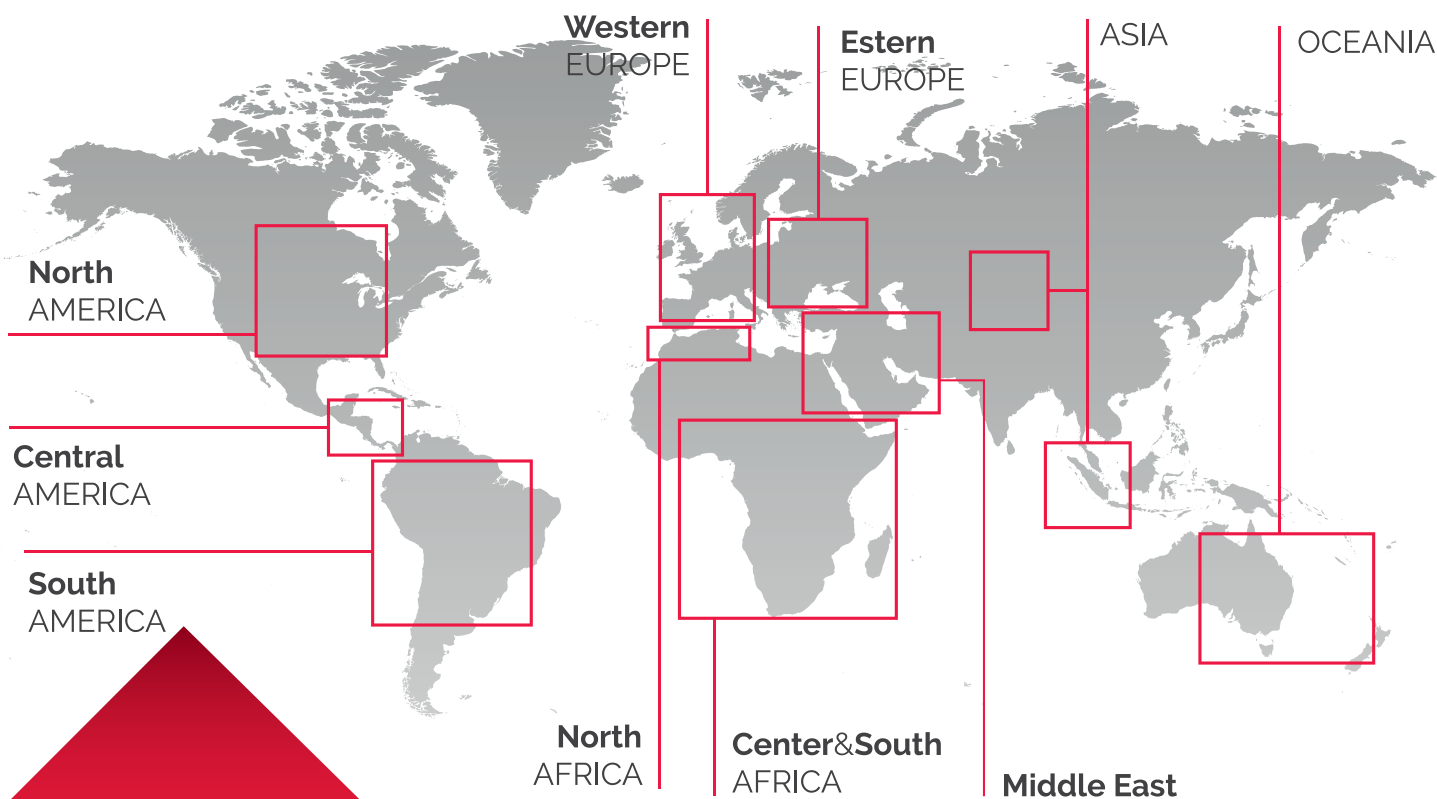 Western
EUROPE
Estern
EUROPE
ASIA
OCEANIA
North
AMERICA
Central
AMERICA
South
AMERICA
North
AFRICA
Center&South
AFRICA
Middle East